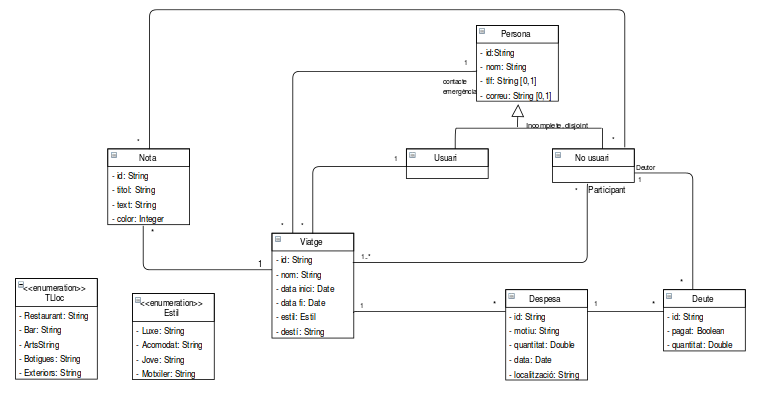 Persona
- id:String
- nom: String
- tlf: String [0,1]
- correu: String [0,1]
1
contacte
emergència
Incomplete .disjoint
*
*
Nota
- id: String
- titol: String
- text: String
- color: Integer
*
1
Usuari
No usuari
Deutor
1
* Participant
*
*
Viatge
- id: String
- nom: String
- data inici: Date
- data fi: Date
- estil: Estil
- destí: String
1
1..*
1
*
Despesa
- id: String
- motiu: String
- quantitat: Double
- data: Date
- localització: String
1
*
*
Deute
- id: String
- pagat: Boolean
- quantitat: Double
<<enumeration>>
TLloc
- Restaurant: String
- Bar: String
- ArtsString
- Botigues: String
- Exteriors: String
<<enumeration>>
Estil
- Luxe: String
- Acomodat: String
- Jove: String
- Motxiler: String